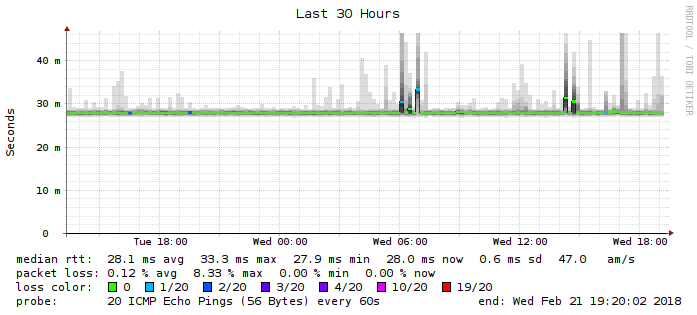 Last 30 Hours
RRDTOOL / TOBI OETIKER
Seconds
40 m
30 m
20 m
10 m
0
Tue 18:00 Wed 00:00 Wed 06:00 Wed 12:00 Wed 18:00
median rtt: 28.1 ms avg 33.3 ms max 27.9 ms min 28.0 ms now 0.6 ms sd 47.0 am/s
packet loss: 0.12 % avg 8.33 % max 0.00 % min 0.00 % now
loss color: 0 1/20 2/20 3/20 4/20 10/20 19/20
probe: 20 ICMP Echo Pings (56 Bytes) every 60s end: Wed Feb 21 19:20:02 2018